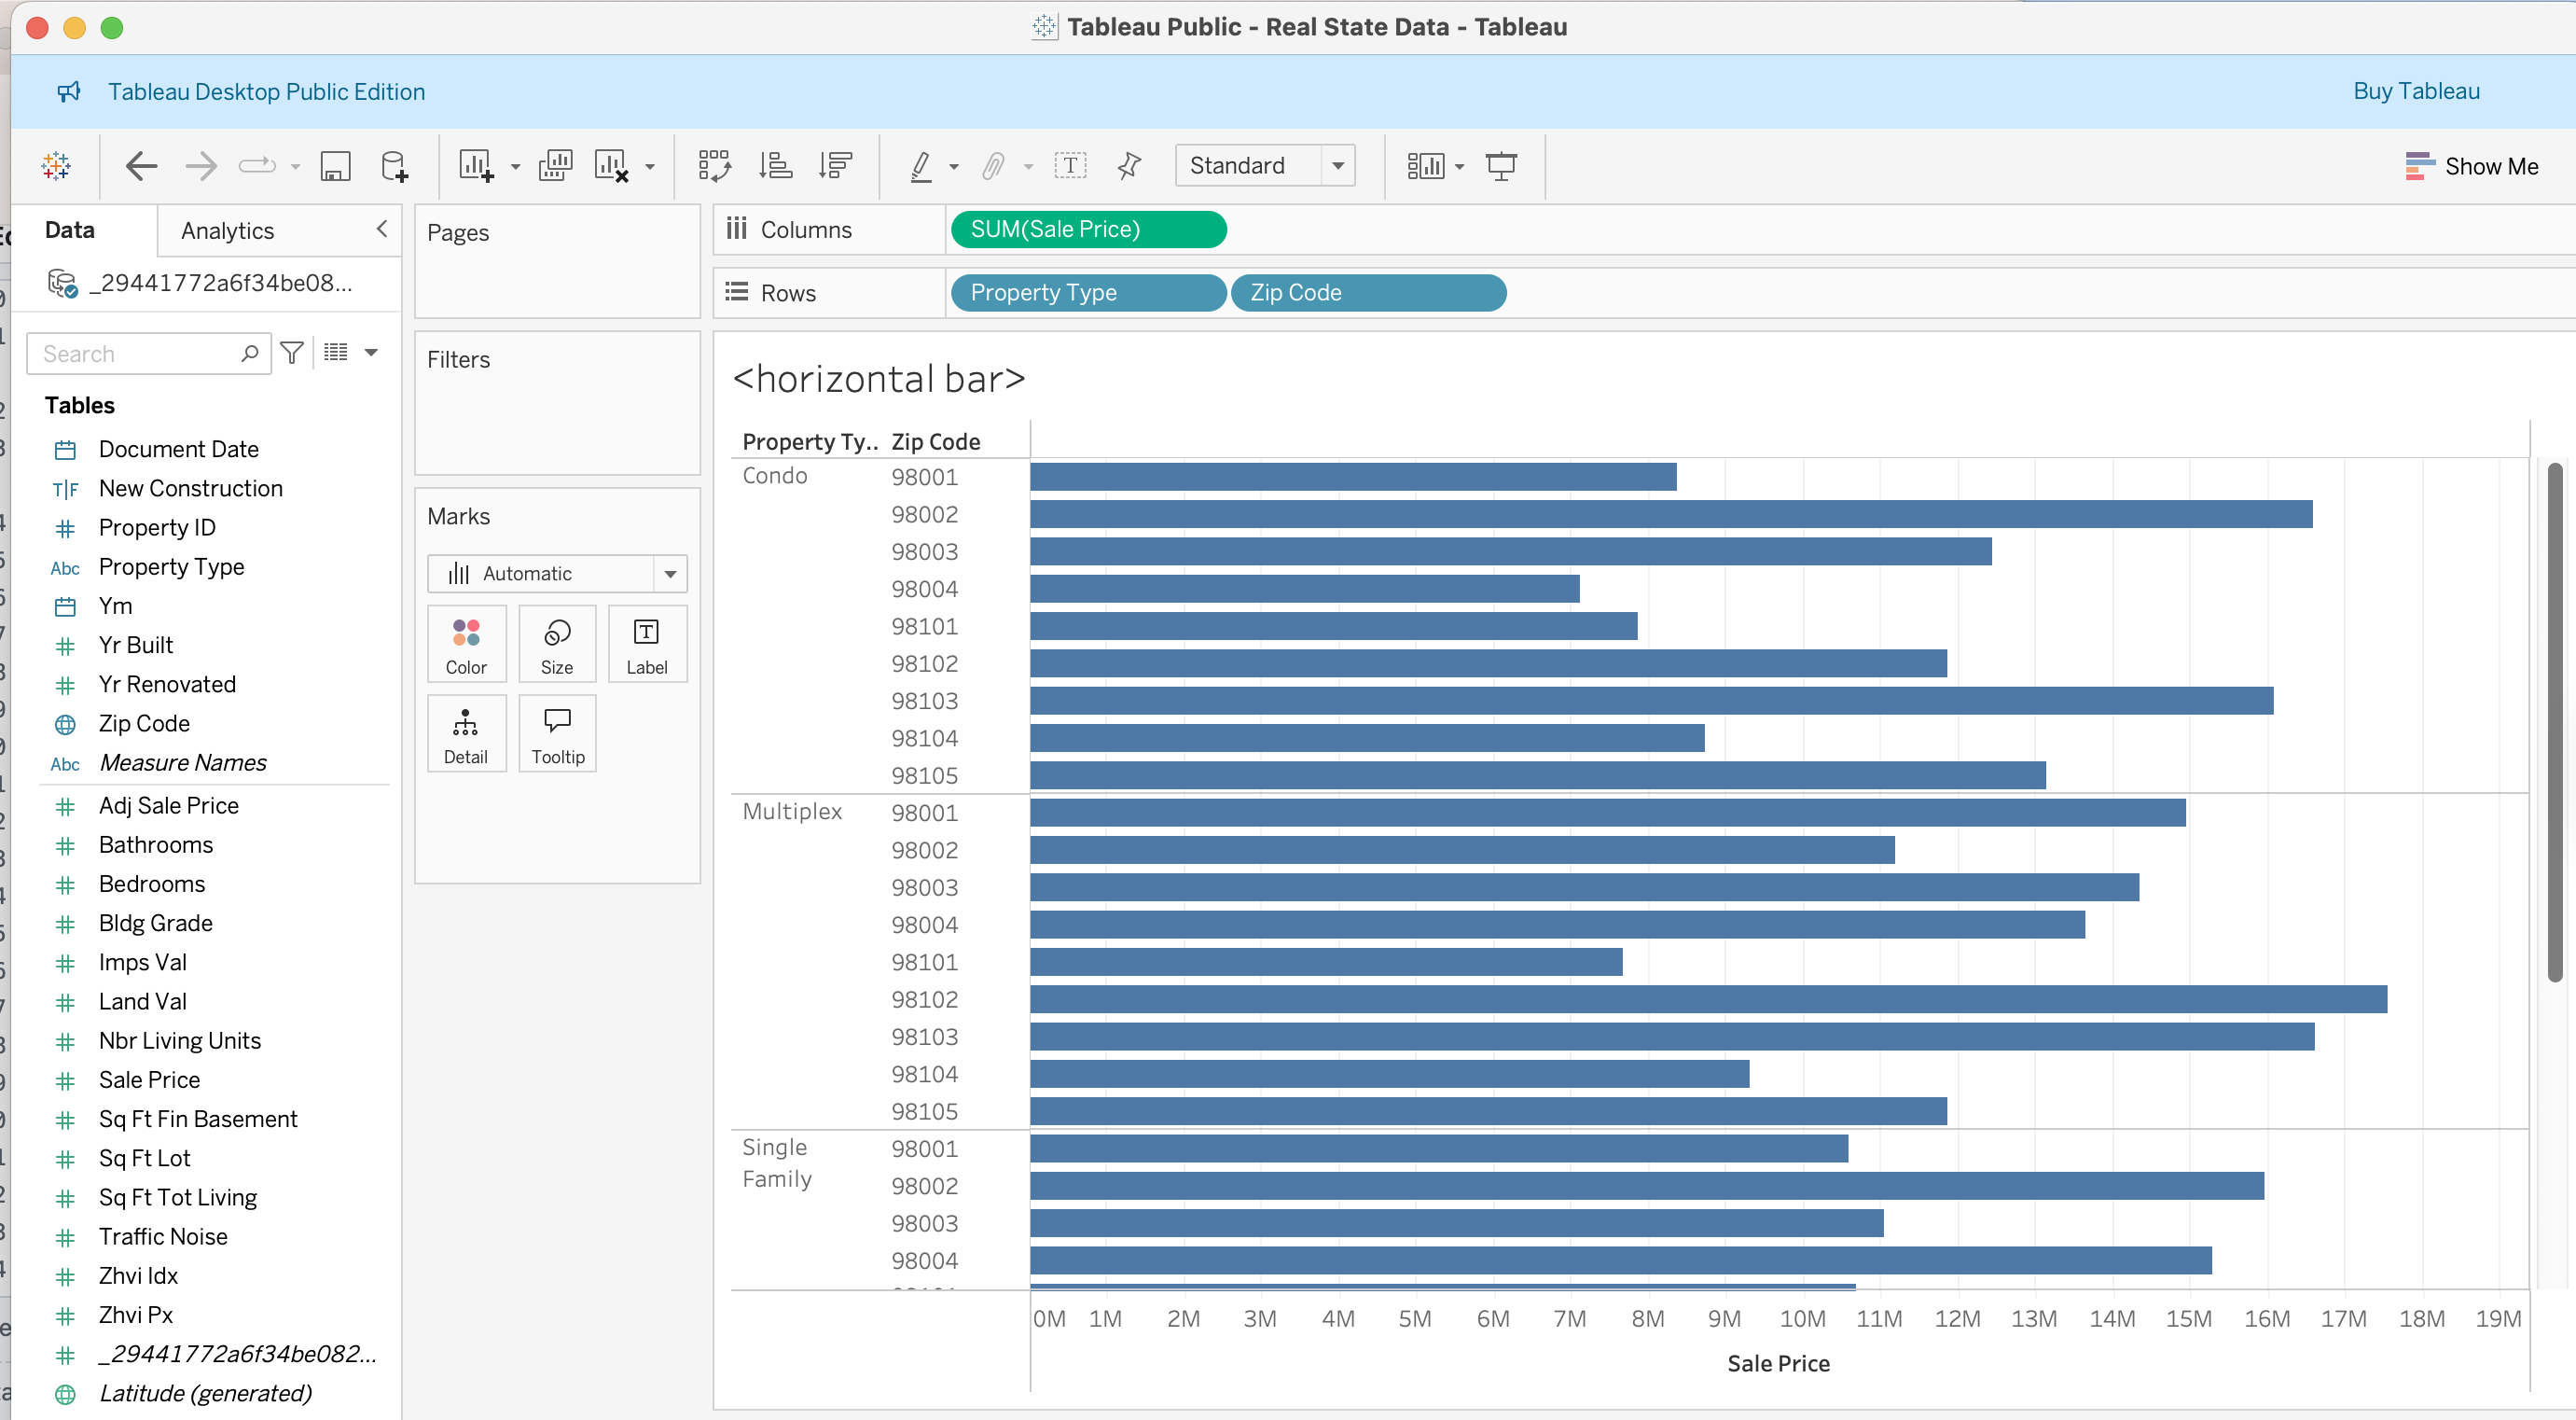 Tableau Public - Real State Data - Tableau
Tableau Desktop Public Edition
Buy Tableau
Standard
Show Me
Data
Analytics
_29441772a6f34be08...
Search
Tables
Document Date
T|F New Construction
Property ID
Abc Property Type
Ym
Yr Built
Yr Renovated
Zip Code
Abc Measure Names
Adj Sale Price
Bathrooms
Bedrooms
Bldg Grade
Imps Val
Land Val
Nbr Living Units
Sale Price
Sq Ft Fin Basement
Sq Ft Lot
Sq Ft Tot Living
Traffic Noise
Zhvi Idx
Zhvi Px
_29441772a6f34be082...
Latitude (generated)
Pages
Filters
Marks
Automatic
Color Size Label
Detail Tooltip
Columns SUM(Sale Price)
Rows Property Type Zip Code
<horizontal bar>
Property Ty.. Zip Code
Condo 98001
98002
98003
98004
98101
98102
98103
98104
98105
Multiplex 98001
98002
98003
98004
98101
98102
98103
98104
98105
Single 98001
Family 98002
98003
98004
0M 1M 2M 3M 4M 5M 6M 7M 8M 9M 10M 11M 12M 13M 14M 15M 16M 17M 18M 19M
Sale Price